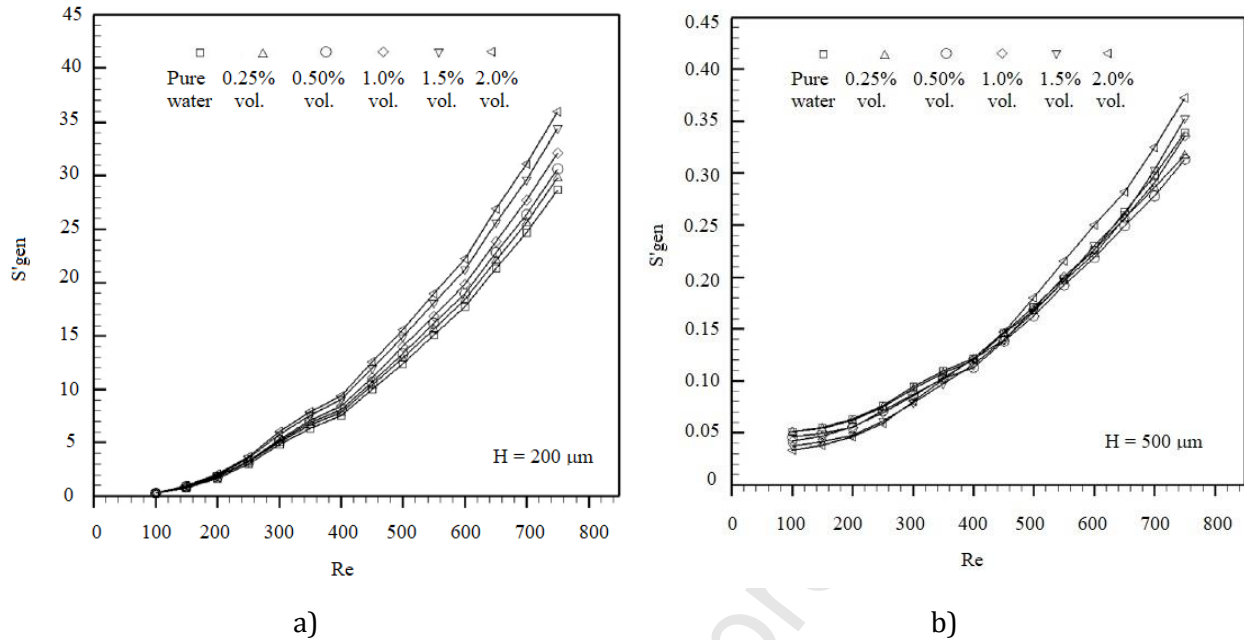 45
40
35
30
25
20
15
10
5
0
S'gen
Pure 0.25% 0.50% 1.0% 1.5% 2.0%
water vol. vol. vol. vol. vol.
H = 200 μm
0 100 200 300 400 500 600 700 800
Re
a)
0.45
0.40
0.35
0.30
0.25
0.20
0.15
0.10
0.05
0
S'gen
Pure 0.25% 0.50% 1.0% 1.5% 2.0%
water vol. vol. vol. vol. vol.
H = 500 μm
0 100 200 300 400 500 600 700 800
Re
b)